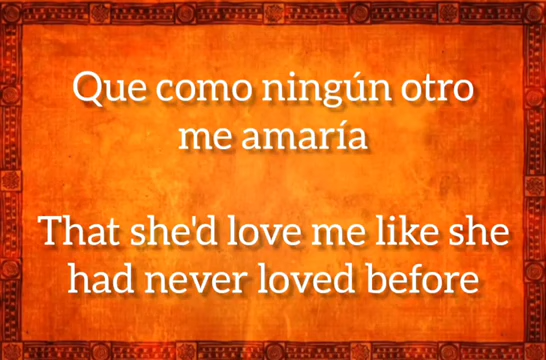 Que como ningún otro
me amaría
That she'd love me like she
had never loved before